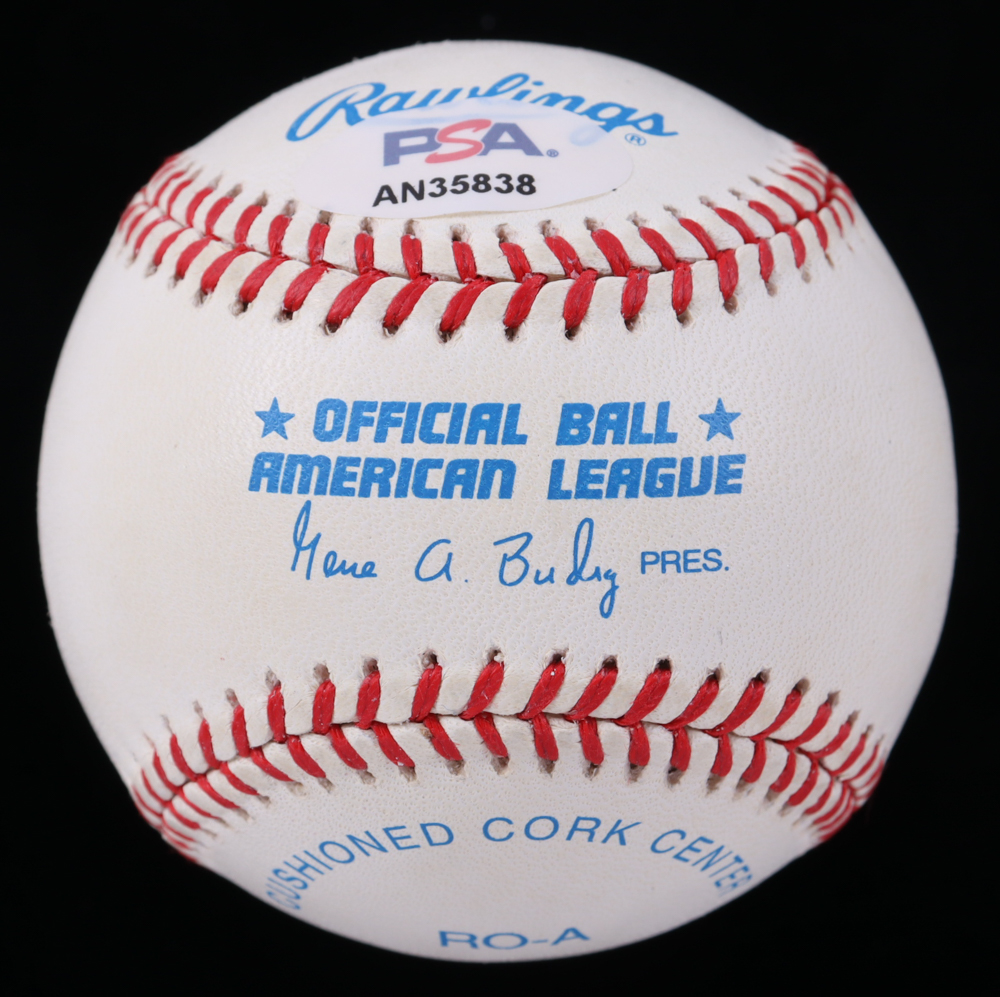 Rawlings®
PSA®
AN35838
★ OFFICIAL BALL ★
AMERICAN LEAGUE
Gene A. Budig PRES.
CUSHIONED CORK CENTER
RO-A